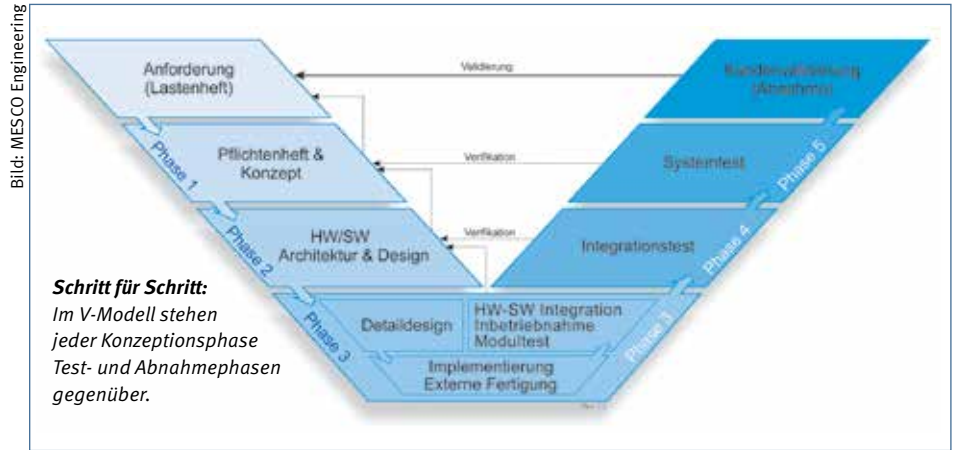 Bild: MESCO Engineering
Anforderung
(Lastenheft)
Validierung
Kundenvalidierung
(Abnahme)
Phase 1
Pflichtenheft &
Konzept
Verifikation
Systemtest
Phase 5
Phase 2
HW/SW
Architektur & Design
Verifikation
Integrationstest
Phase 4
Schritt für Schritt:
Im V-Modell stehen
jeder Konzeptionsphase
Test- und Abnahmephasen
gegenüber.
Phase 3
Detaildesign
HW-SW Integration
Inbetriebnahme
Modultest
Phase 3
Implementierung
Externe Fertigung